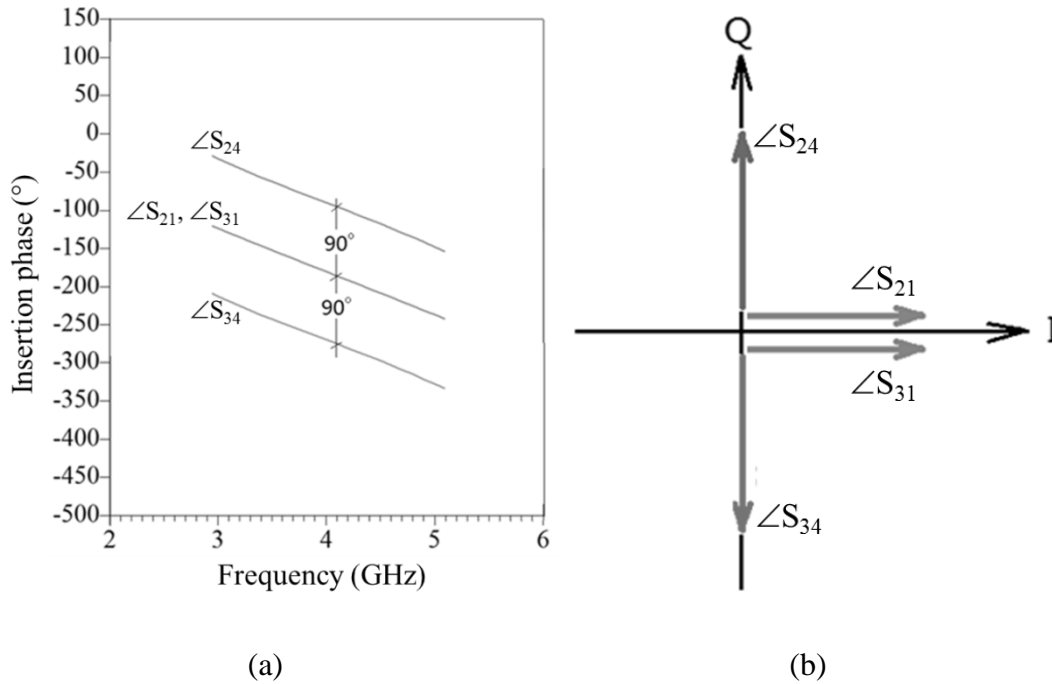 150
100
50
0
-50
-100
-150
-200
-250
-300
-350
-400
-450
-500
2
3
4
5
6
Insertion phase (°)
Frequency (GHz)
∠S24
∠S21, ∠S31
∠S34
90°
90°
(a)
Q
∠S24
∠S21
∠S31
∠S34
(b)